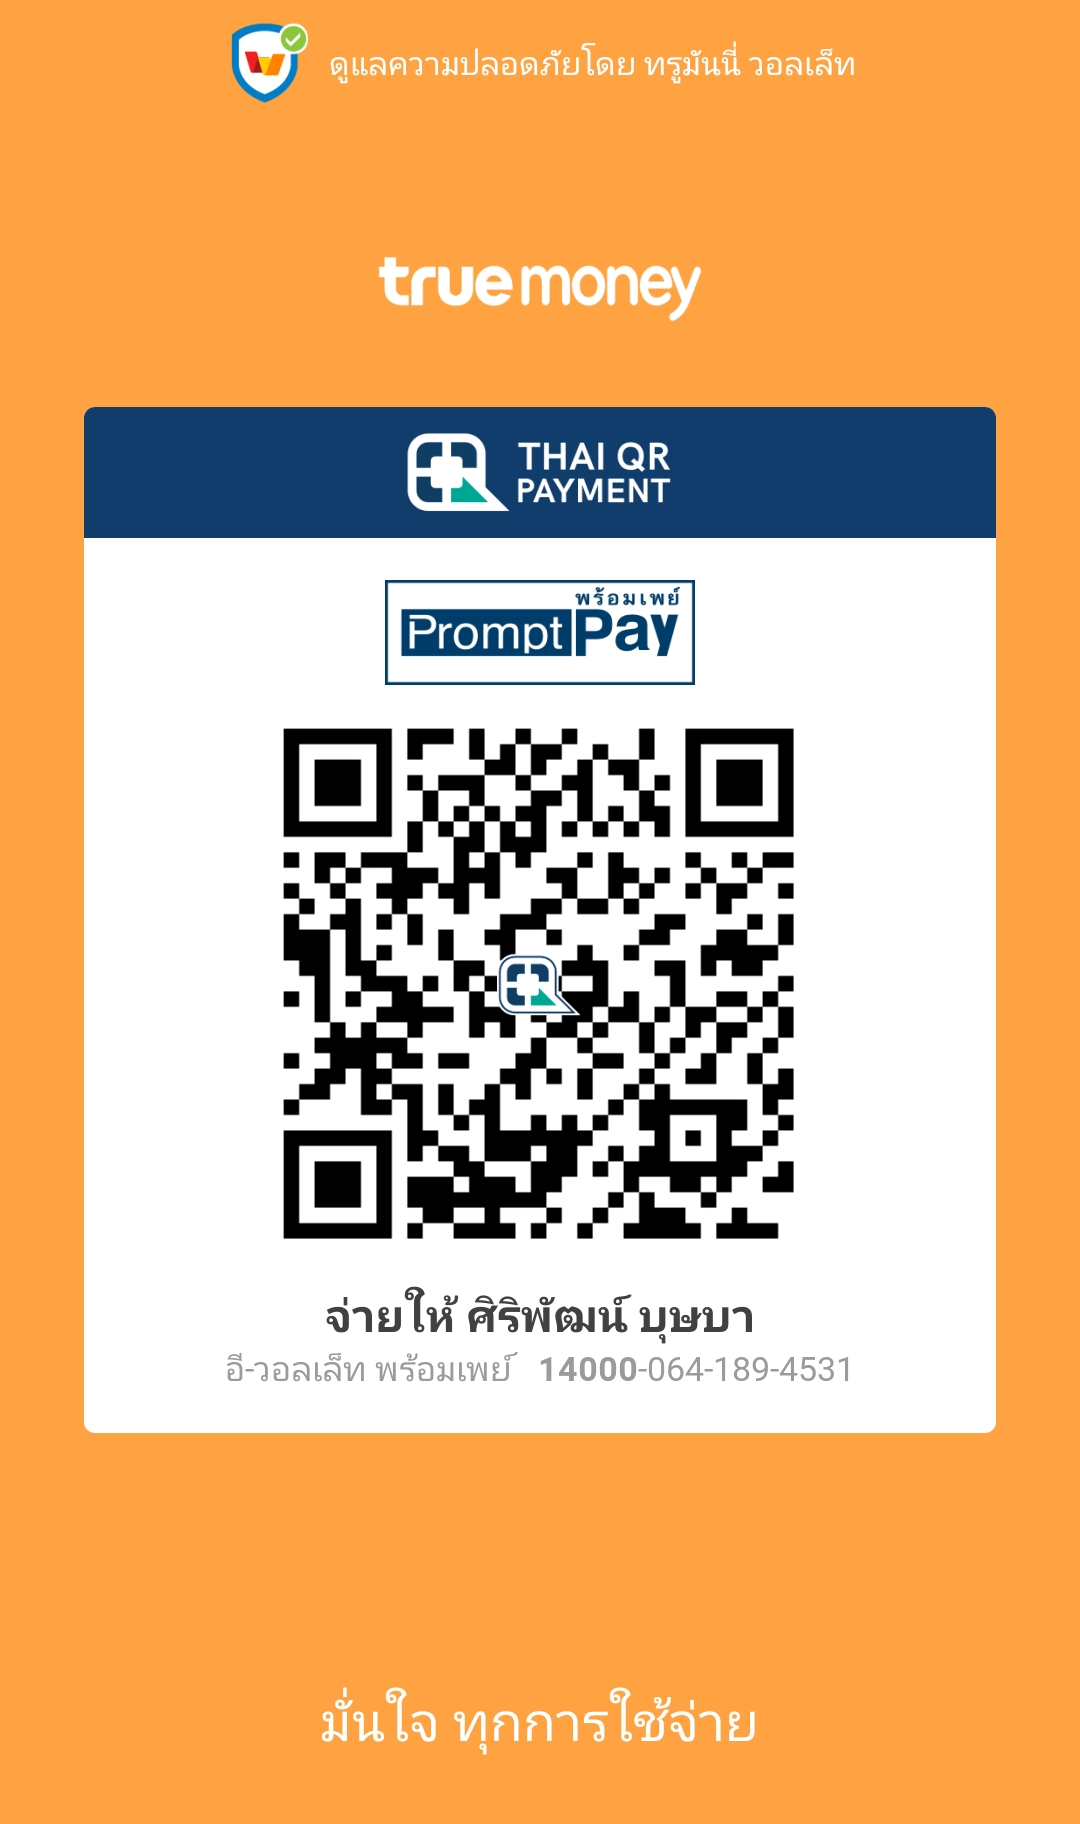 ดูแลความปลอดภัยโดย ทรูมันนี่ วอลเล็ท
truemoney
THAI QR
PAYMENT
พร้อมเพย์
PromptPay
จ่ายให้ ศิริพัฒน์ บุษบา
อี-วอลเล็ท พร้อมเพย์ 14000-064-189-4531
มั่นใจ ทุกการใช้จ่าย